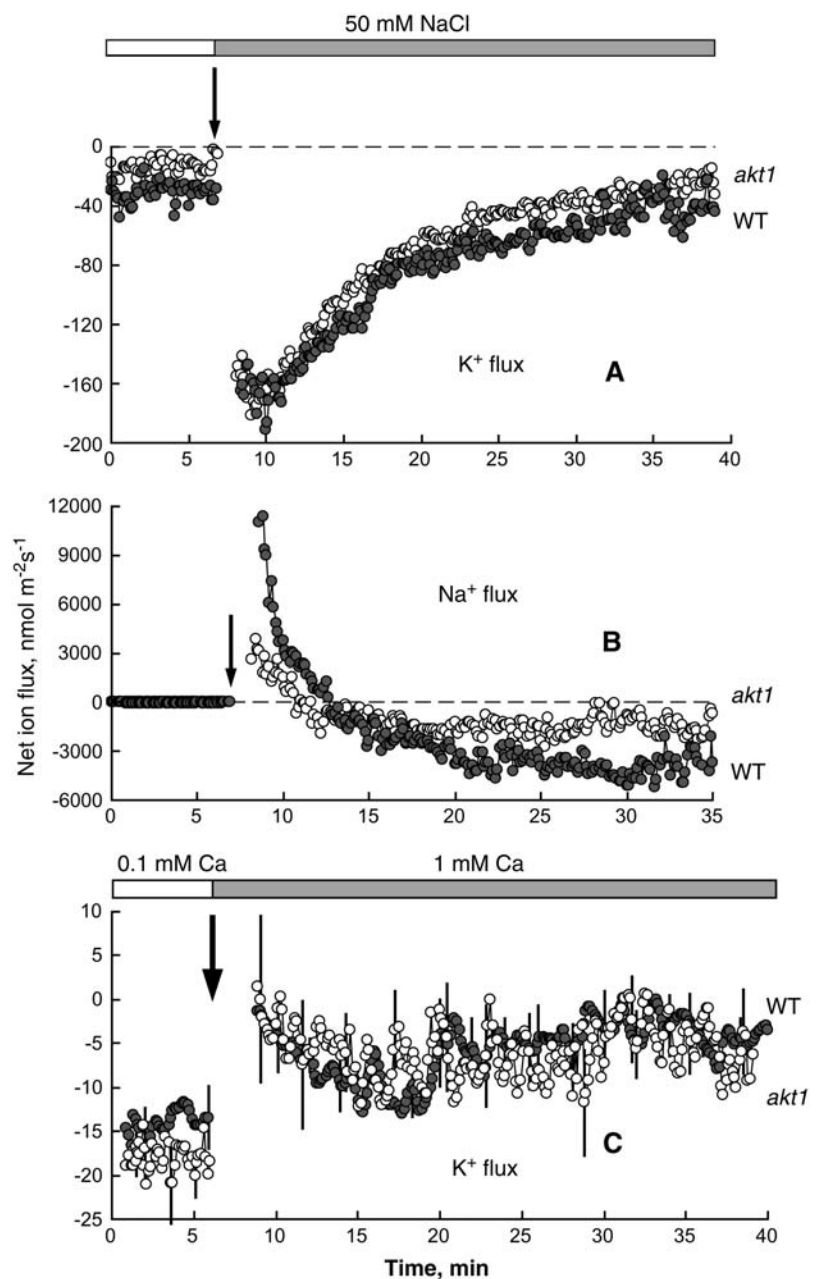 50 mM NaCl
0
-40
-80
-120
-160
-200
akt1
WT
K+ flux
A
0 5 10 15 20 25 30 35 40
Net ion flux, nmol m-2s-1
12000
9000
6000
3000
0
-3000
-6000
Na+ flux
B
akt1
WT
0 5 10 15 20 25 30 35
0.1 mM Ca 1 mM Ca
10
5
0
-5
-10
-15
-20
-25
WT
akt1
C
K+ flux
0 5 10 15 20 25 30 35 40
Time, min